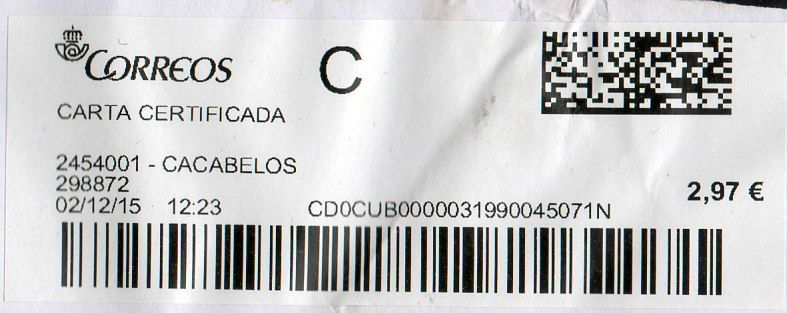 CORREOS
C
CARTA CERTIFICADA
2454001 - CACABELOS
298872
2,97 €
02/12/15 12:23 CD0CUB0000031990045071N